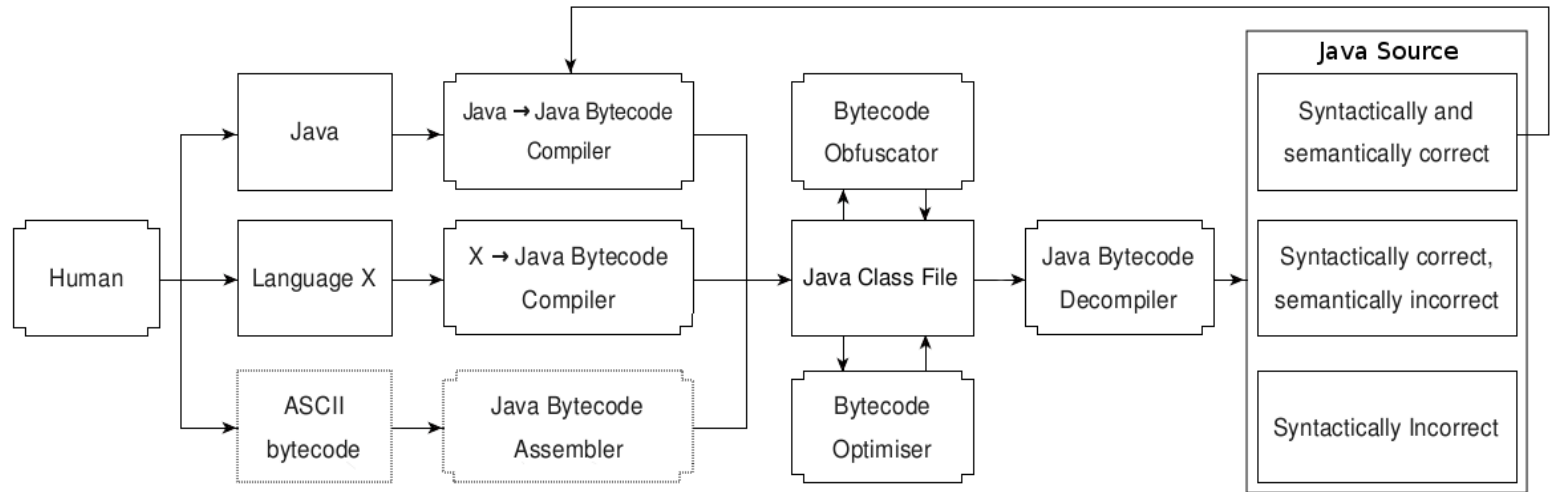 Java Source
Java
Java → Java Bytecode
Compiler
Bytecode
Obfuscator
Syntactically and
semantically correct
Human
Language X
X → Java Bytecode
Compiler
Java Class File
Java Bytecode
Decompiler
Syntactically correct,
semantically incorrect
ASCII
bytecode
Java Bytecode
Assembler
Bytecode
Optimiser
Syntactically Incorrect